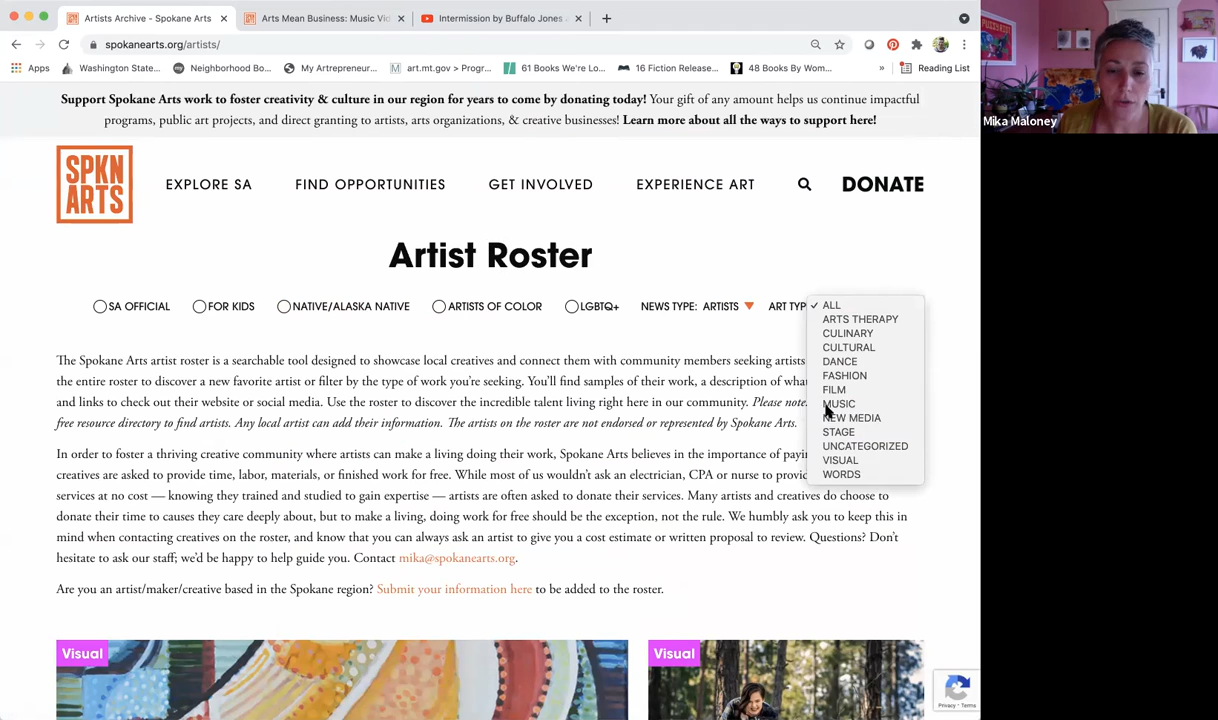 Artists Archive - Spokane Arts
Arts Mean Business: Music Vid
Intermission by Buffalo Jones
spokanearts.org/artists/
Apps
Washington State...
Neighborhood Bo...
My Artrepreneur...
art.mt.gov > Progr...
61 Books We're Lo...
16 Fiction Release...
48 Books By Wom...
»
Reading List
Mika Maloney
Support Spokane Arts work to foster creativity & culture in our region for years to come by donating today! Your gift of any amount helps us continue impactful
programs, public art projects, and direct granting to artists, arts organizations, & creative businesses! Learn more about all the ways to support here!
SPKN
ARTS
EXPLORE SA
FIND OPPORTUNITIES
GET INVOLVED
EXPERIENCE ART
DONATE
Artist Roster
SA OFFICIAL
FOR KIDS
NATIVE/ALASKA NATIVE
ARTISTS OF COLOR
LGBTQ+
NEWS TYPE: ARTISTS
ART TYP
ALL
ARTS THERAPY
CULINARY
CULTURAL
DANCE
FASHION
FILM
MUSIC
NEW MEDIA
STAGE
UNCATEGORIZED
VISUAL
WORDS
The Spokane Arts artist roster is a searchable tool designed to showcase local creatives and connect them with community members seeking artists
the entire roster to discover a new favorite artist or filter by the type of work you're seeking. You'll find samples of their work, a description of what
and links to check out their website or social media. Use the roster to discover the incredible talent living right here in our community. Please note:
free resource directory to find artists. Any local artist can add their information. The artists on the roster are not endorsed or represented by Spokane Arts.
In order to foster a thriving creative community where artists can make a living doing their work, Spokane Arts believes in the importance of payi
creatives are asked to provide time, labor, materials, or finished work for free. While most of us wouldn't ask an electrician, CPA or nurse to provid
services at no cost — knowing they trained and studied to gain expertise — artists are often asked to donate their services. Many artists and creatives do choose to
donate their time to causes they care deeply about, but to make a living, doing work for free should be the exception, not the rule. We humbly ask you to keep this in
mind when contacting creatives on the roster, and know that you can always ask an artist to give you a cost estimate or written proposal to review. Questions? Don't
hesitate to ask our staff; we'd be happy to help guide you. Contact mika@spokanearts.org.
Are you an artist/maker/creative based in the Spokane region? Submit your information here to be added to the roster.
Visual
Visual
Privacy - Terms